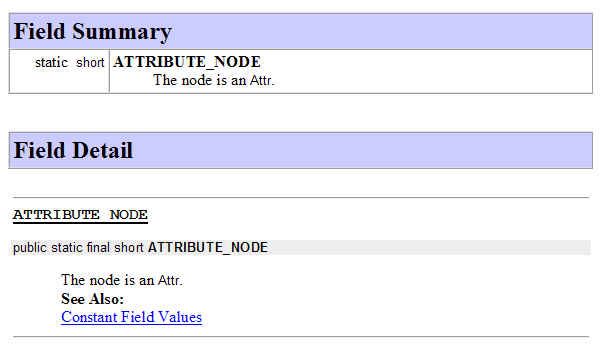 Field Summary
static short ATTRIBUTE_NODE
The node is an Attr.
Field Detail
ATTRIBUTE_NODE
public static final short ATTRIBUTE_NODE
The node is an Attr.
See Also:
Constant Field Values